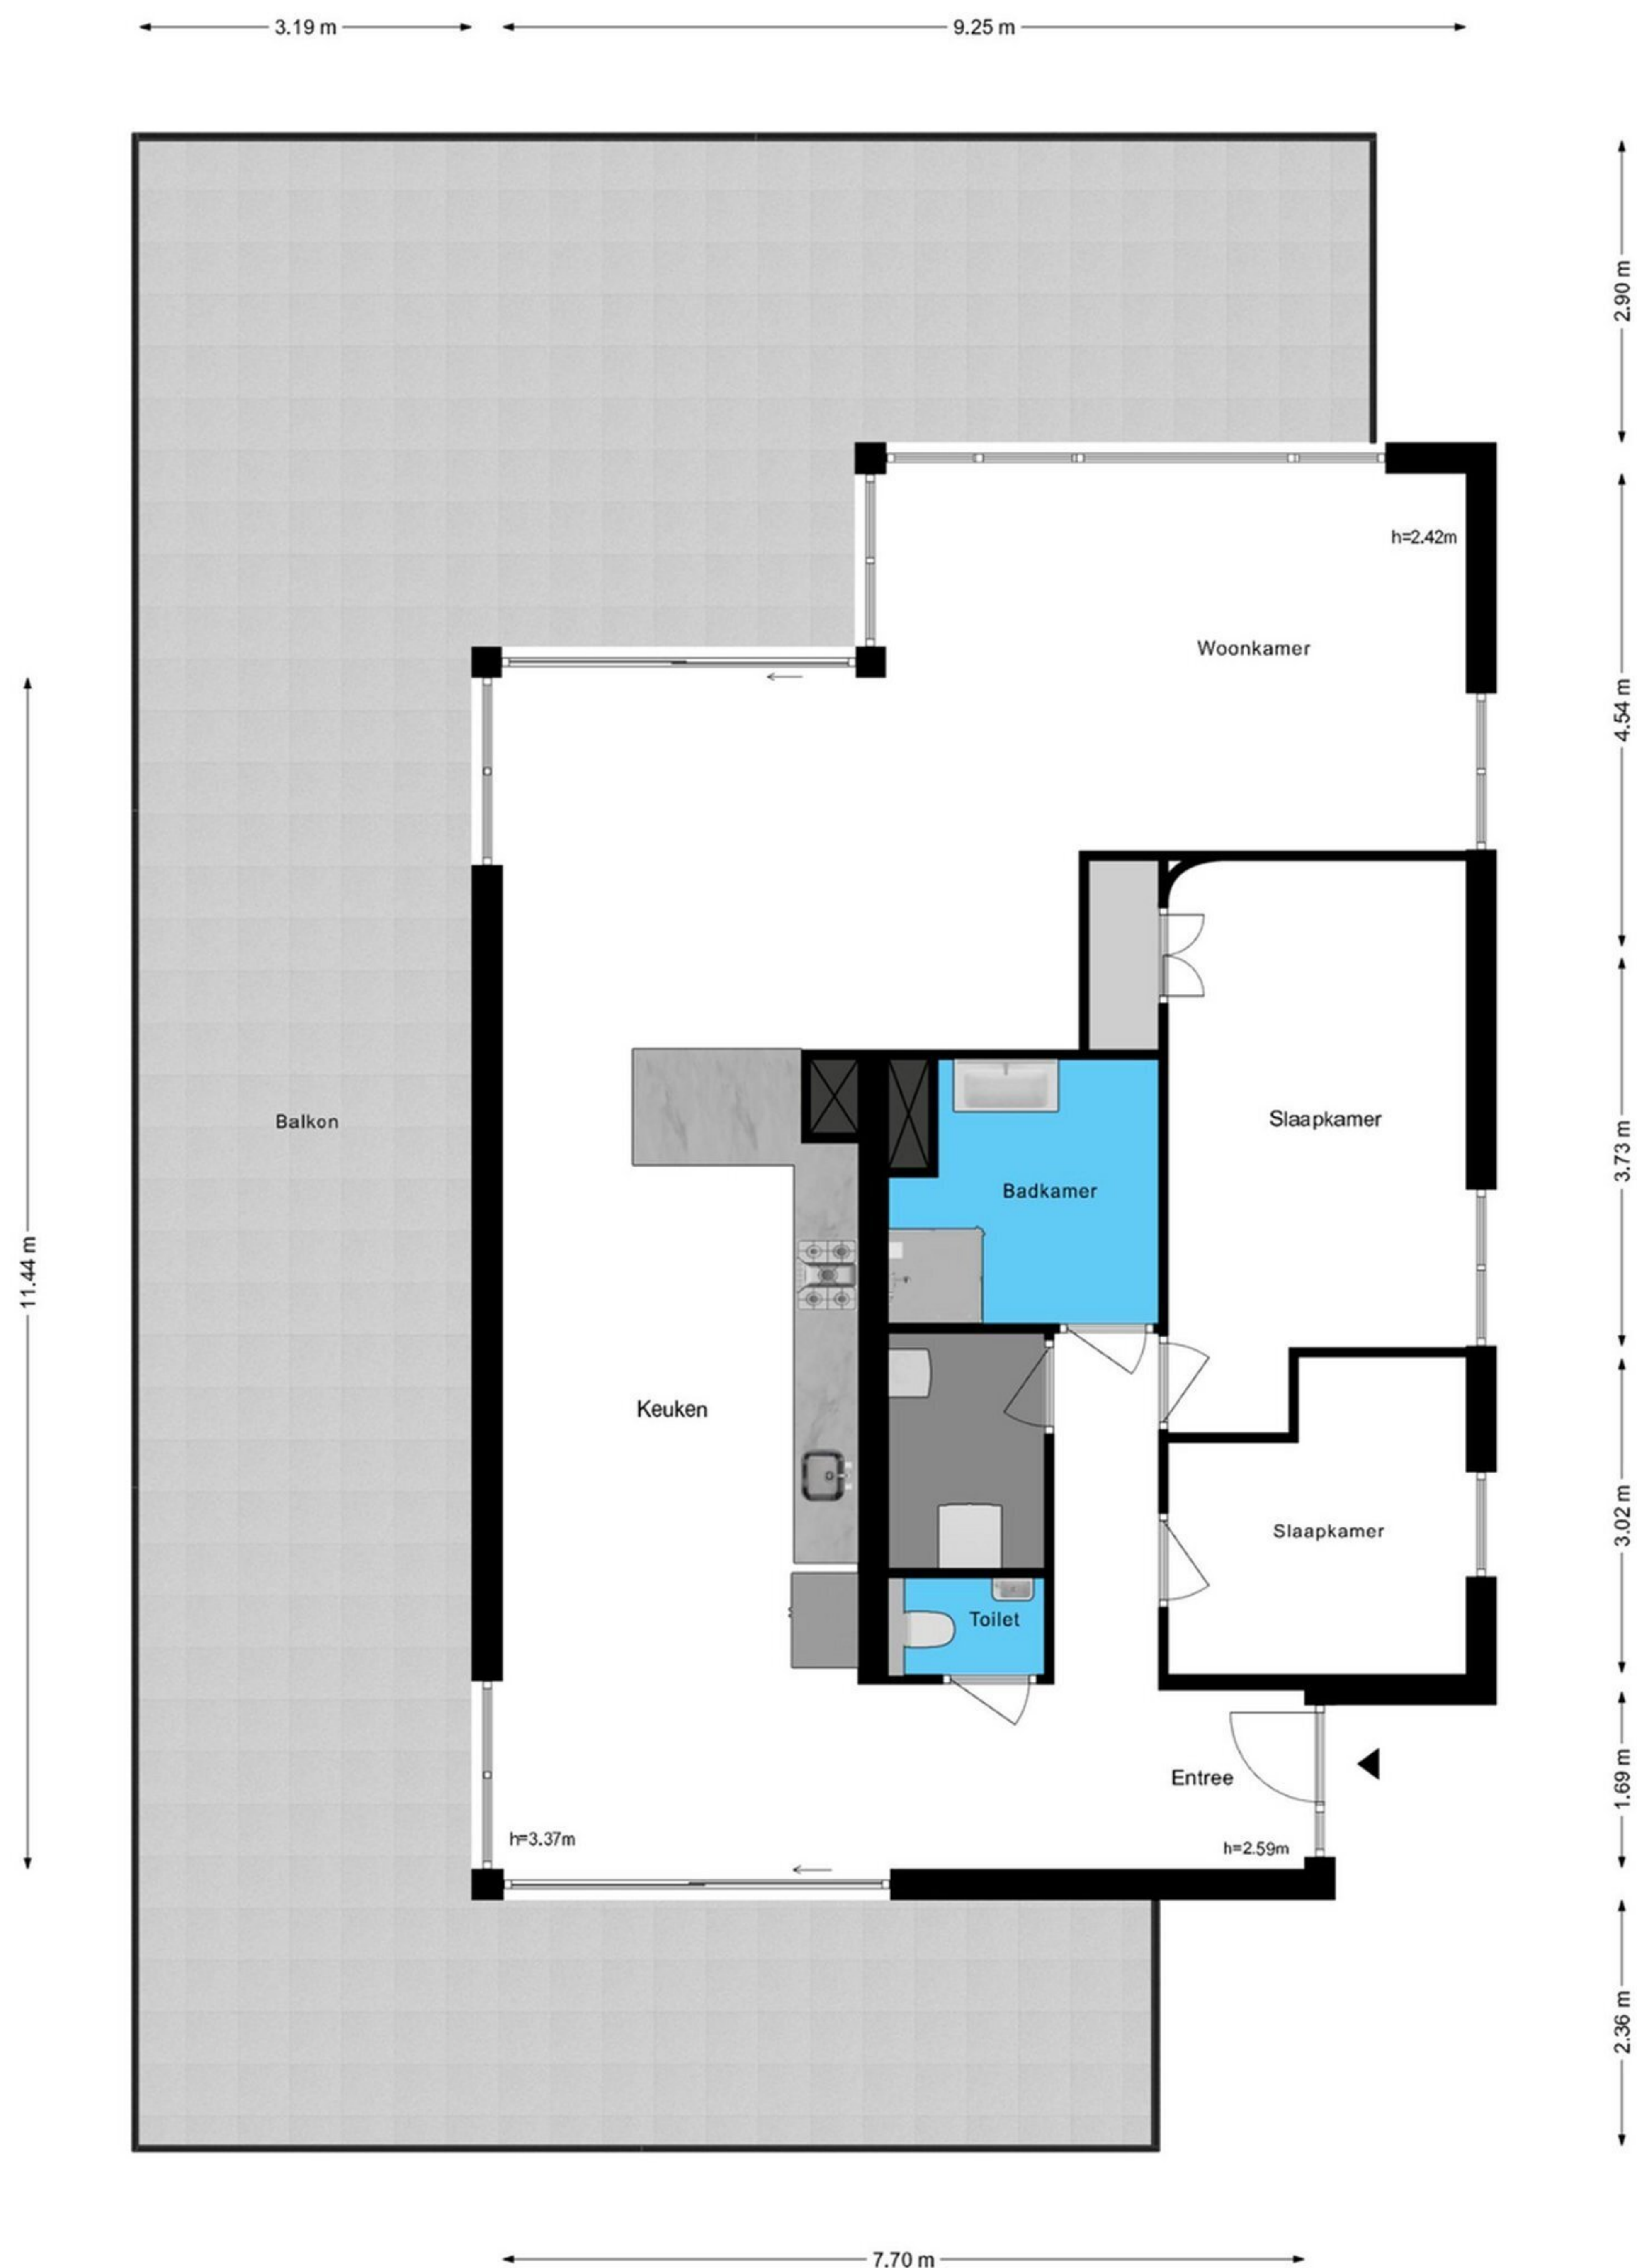 3.19 m
9.25 m
2.90 m
h=2.42m
Woonkamer
4.54 m
Balkon
Slaapkamer
3.73 m
Badkamer
11.44 m
Keuken
Slaapkamer
3.02 m
Toilet
Entree
1.69 m
h=3.37m
h=2.59m
2.36 m
7.70 m